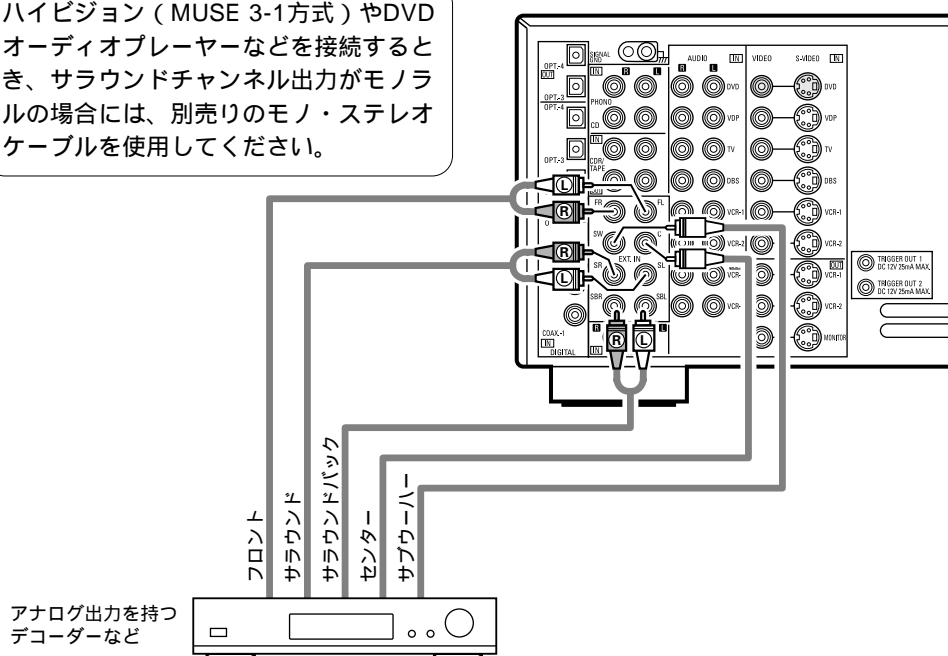 ハイビジョン（MUSE 3-1方式）やDVD
オーディオプレーヤーなどを接続すると
き、サラウンドチャンネル出力がモノラ
ルの場合には、別売りのモノ・ステレオ
ケーブルを使用してください。
OPT.-4
OUT
OPT.-3
OPT.-4
OPT.-3
COAX.-1
IN
DIGITAL
SIGNAL
GND
IN
R
L
PHONO
CD
IN
CDR/
TAPE
FR
FL
SW
C
EXT. IN
SR
SL
SBR
SBL
R
L
IN
AUDIO
IN
R
L
DVD
VDP
TV
DBS
VCR-1
VCR-2
VCR-
VCR-
VIDEO
S-VIDEO
IN
DVD
VDP
TV
DBS
VCR-1
VCR-2
OUT
VCR-1
VCR-2
MONITOR
TRIGGER OUT 1
DC 12V 25mA MAX.
TRIGGER OUT 2
DC 12V 25mA MAX.
L
R
R
L
R
L
フロント
サラウンド
サラウンドバック
センター
サブウーハー
アナログ出力を持つ
デコーダーなど